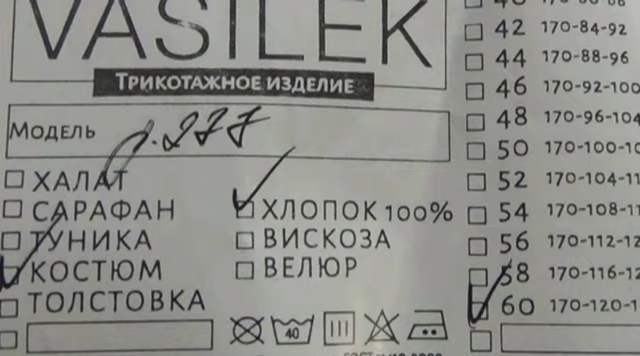 VASILEK
ТРИКОТАЖНОЕ ИЗДЕЛИЕ
МОДЕЛЬ р.277
ХАЛАТ
САРАФАН
ТУНИКА
КОСТЮМ
ТОЛСТОВКА
ХЛОПОК 100%
ВИСКОЗА
ВЕЛЮР
40
42 170-84-92
44 170-88-96
46 170-92-100
48 170-96-104
50 170-100-10
52 170-104-11
54 170-108-11
56 170-112-12
58 170-116-12
60 170-120-1